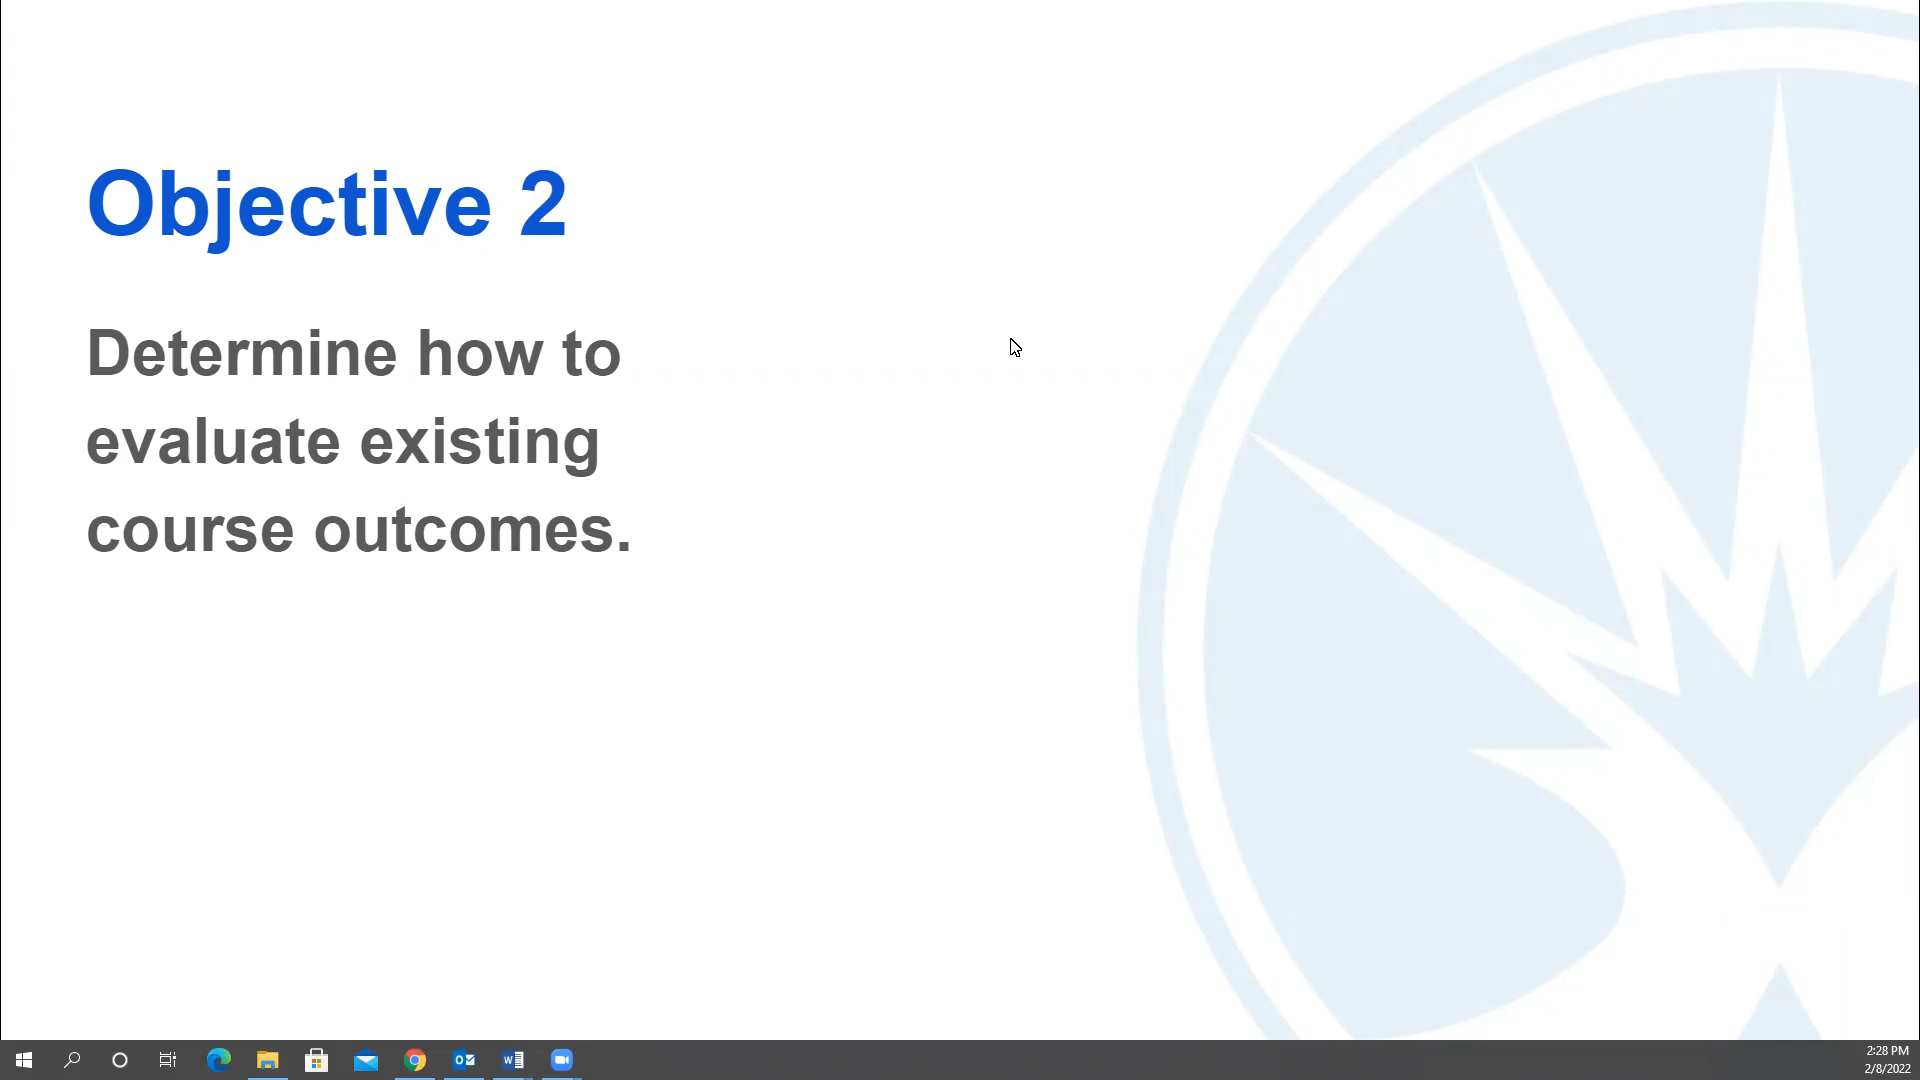 Objective 2
Determine how to
evaluate existing
course outcomes.
2:28 PM
2/8/2022